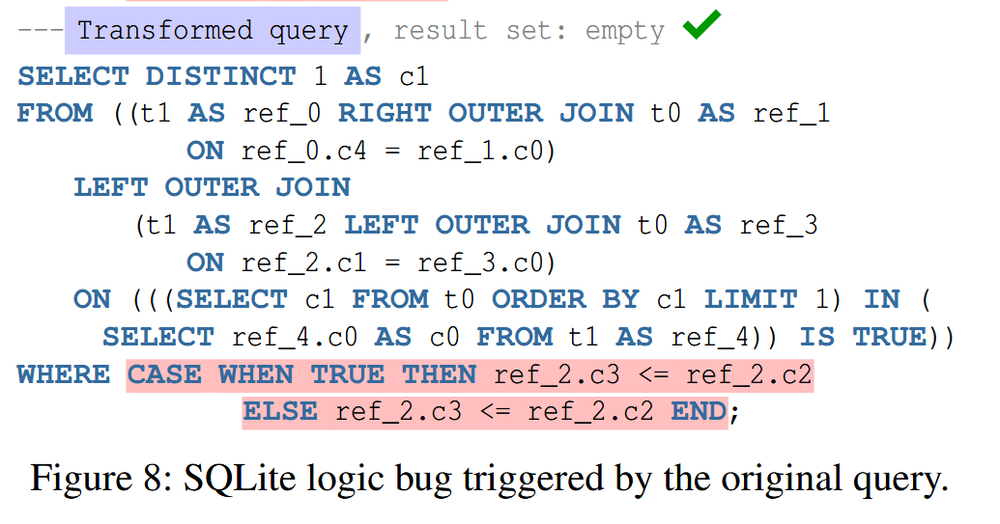 --- Transformed query, result set: empty ✔
SELECT DISTINCT 1 AS c1
FROM ((t1 AS ref_0 RIGHT OUTER JOIN t0 AS ref_1
ON ref_0.c4 = ref_1.c0)
LEFT OUTER JOIN
(t1 AS ref_2 LEFT OUTER JOIN t0 AS ref_3
ON ref_2.c1 = ref_3.c0)
ON (((SELECT c1 FROM t0 ORDER BY c1 LIMIT 1) IN (
SELECT ref_4.c0 AS c0 FROM t1 AS ref_4)) IS TRUE))
WHERE CASE WHEN TRUE THEN ref_2.c3 <= ref_2.c2
ELSE ref_2.c3 <= ref_2.c2 END;
Figure 8: SQLite logic bug triggered by the original query.